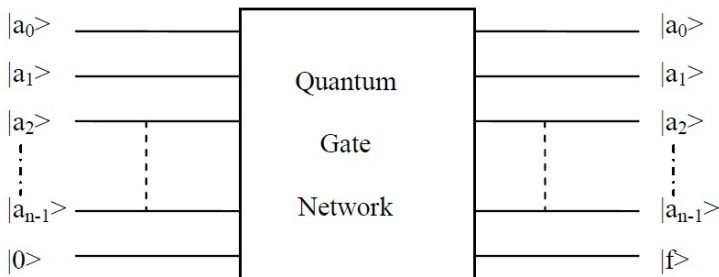 |a₀> |a₀>
|a₁> |a₁>
Quantum
|a₂> |a₂>
Gate
Network
|aₙ₋₁> |aₙ₋₁>
|0> |f>